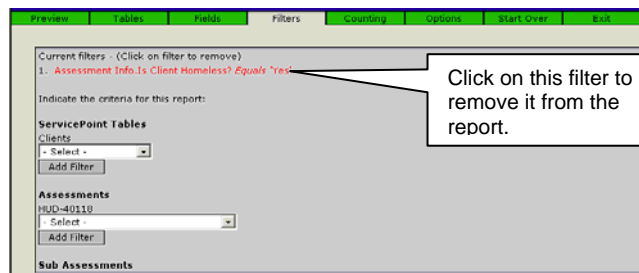 Preview Tables Fields Filters Counting Options Start Over Exit
Current filters - (Click on filter to remove)
1. Assessment Info.Is Client Homeless? Equals "Yes"
Click on this filter to
remove it from the
report.
Indicate the criteria for this report:
ServicePoint Tables
Clients
- Select -
Add Filter
Assessments
HUD-40118
- Select -
Add Filter
Sub Assessments